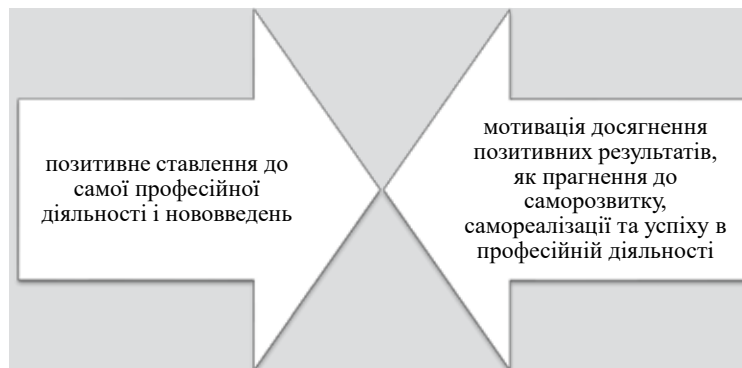 позитивне ставлення до
самої професійної
діяльності і нововведень
мотивація досягнення
позитивних результатів,
як прагнення до
саморозвитку,
самореалізації та успіху в
професійній діяльності